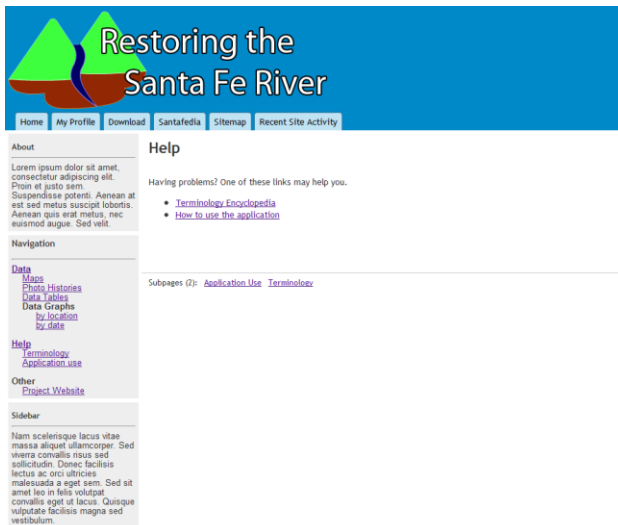 Restoring the
Santa Fe River
Home My Profile Download Santafedia Sitemap Recent Site Activity
About
Lorem ipsum dolor sit amet,
consectetur adipiscing elit.
Proin et justo sem.
Suspendisse potenti. Aenean at
est sed metus suscipit lobortis.
Aenean quis erat metus, nec
euismod augue. Sed velit.
Navigation
Data
Maps
Photo Histories
Data Tables
Data Graphs
by location
by date
Help
Terminology
Application use
Other
Project Website
Sidebar
Nam scelerisque lacus vitae
massa aliquet ullamcorper. Sed
viverra convallis risus sed
sollicitudin. Donec facilisis
lectus ac orci ultricies
malesuada a eget sem. Sed sit
amet leo in felis volutpat
convallis eget ut lacus. Quisque
vulputate facilisis magna sed
vestibulum.
Help
Having problems? One of these links may help you.
Terminology Encyclopedia
How to use the application
Subpages (2): Application Use Terminology